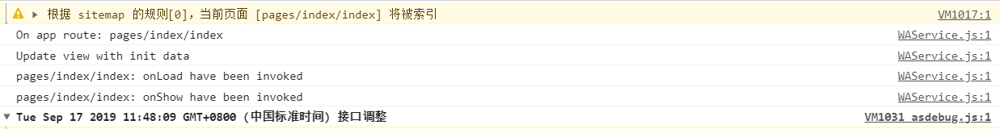 根据 sitemap 的规则[0]，当前页面 [pages/index/index] 将被索引 VM1017:1
On app route: pages/index/index WAService.js:1
Update view with init data WAService.js:1
pages/index/index: onLoad have been invoked WAService.js:1
pages/index/index: onShow have been invoked WAService.js:1
Tue Sep 17 2019 11:48:09 GMT+0800 (中国标准时间) 接口调整 VM1031 asdebug.js:1